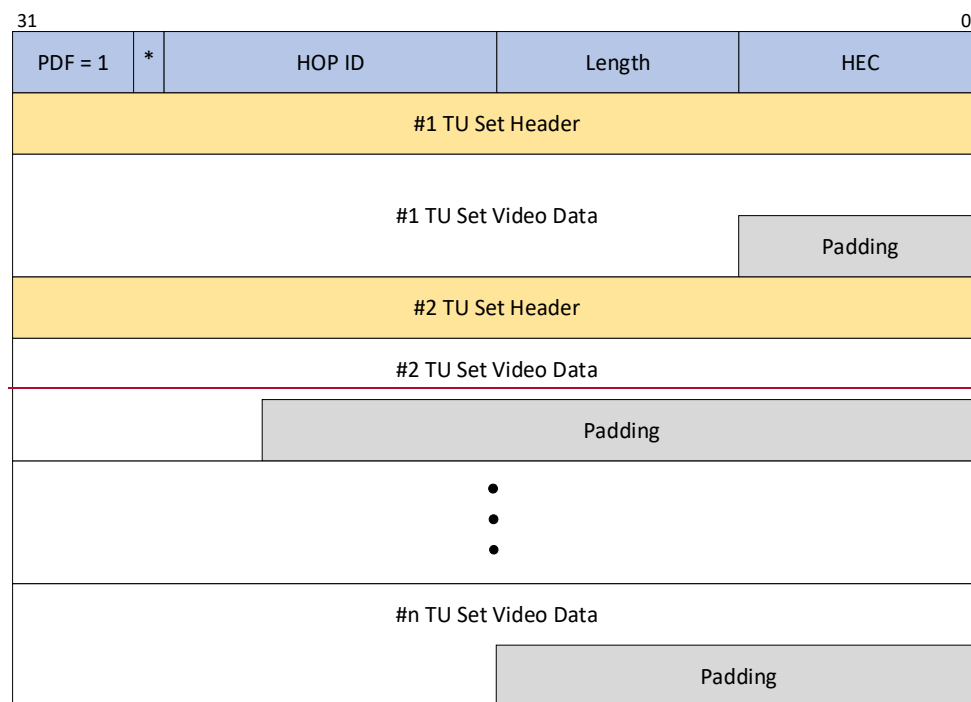 31 0
PDF = 1 * HOP ID Length HEC
#1 TU Set Header
#1 TU Set Video Data
Padding
#2 TU Set Header
#2 TU Set Video Data
Padding
#n TU Set Video Data
Padding